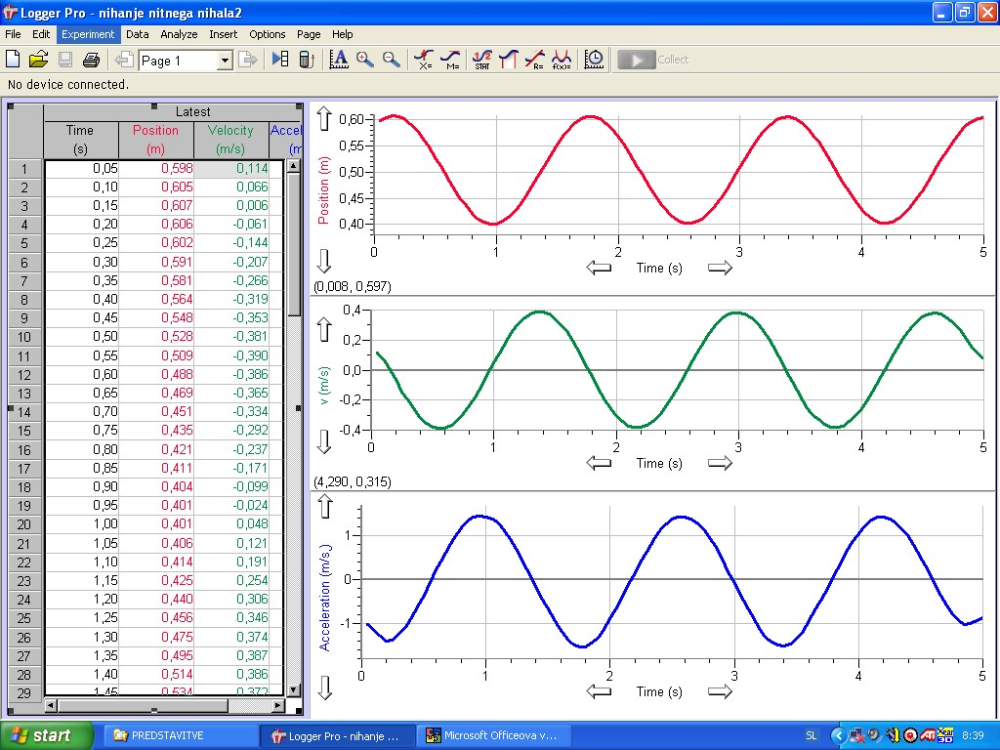 Logger Pro - nihanje nitnega nihala2
File Edit Experiment Data Analyze Insert Options Page Help
Page 1 X= M= STAT R= f(x)= Collect
No device connected.
Latest
Time Position Velocity Accel
(s) (m) (m/s) (m
1 0,05 0,598 0,114
2 0,10 0,605 0,066
3 0,15 0,607 0,006
4 0,20 0,606 -0,061
5 0,25 0,602 -0,144
6 0,30 0,591 -0,207
7 0,35 0,581 -0,266
8 0,40 0,564 -0,319
9 0,45 0,548 -0,353
10 0,50 0,528 -0,381
11 0,55 0,509 -0,390
12 0,60 0,488 -0,386
13 0,65 0,469 -0,365
14 0,70 0,451 -0,334
15 0,75 0,435 -0,292
16 0,80 0,421 -0,237
17 0,85 0,411 -0,171
18 0,90 0,404 -0,099
19 0,95 0,401 -0,024
20 1,00 0,401 0,048
21 1,05 0,406 0,121
22 1,10 0,414 0,191
23 1,15 0,425 0,254
24 1,20 0,440 0,306
25 1,25 0,456 0,346
26 1,30 0,475 0,374
27 1,35 0,495 0,387
28 1,40 0,514 0,386
29 1,45 0,534 0,372
Position (m)
0,60
0,55
0,50
0,45
0,40
0 1 2 3 4 5
Time (s)
(0,008, 0,597)
v (m/s)
0,4
0,2
0,0
-0,2
-0,4
0 1 2 3 4 5
Time (s)
(4,290, 0,315)
Acceleration (m/s,)
1
0
-1
0 1 2 3 4 5
Time (s)
start PREDSTAVITVE Logger Pro - nihanje ... Microsoft Officeova v... SL 8:39